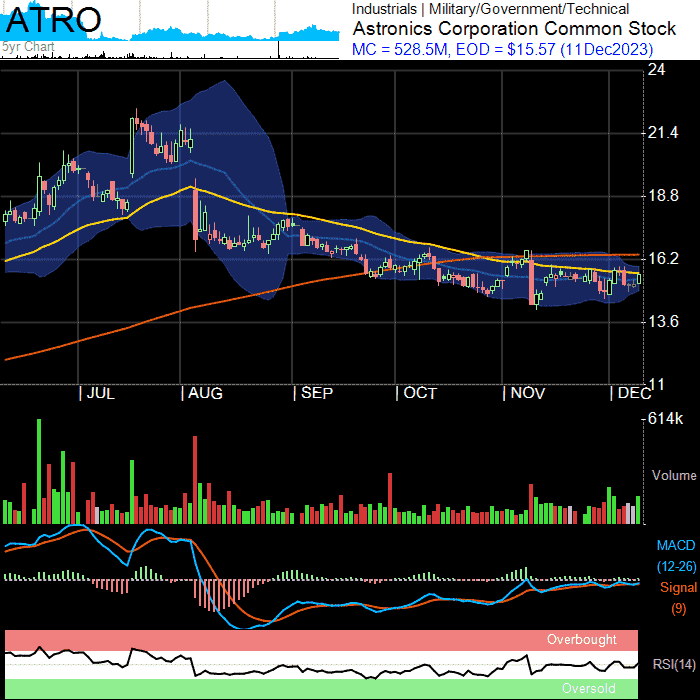 ATRO
5yr Chart
Industrials | Military/Government/Technical
Astronics Corporation Common Stock
MC = 528.5M, EOD = $15.57 (11Dec2023)
24
21.4
18.8
16.2
13.6
11
JUL AUG SEP OCT NOV DEC
614k
Volume
MACD
(12-26)
Signal
(9)
Overbought
RSI(14)
Oversold